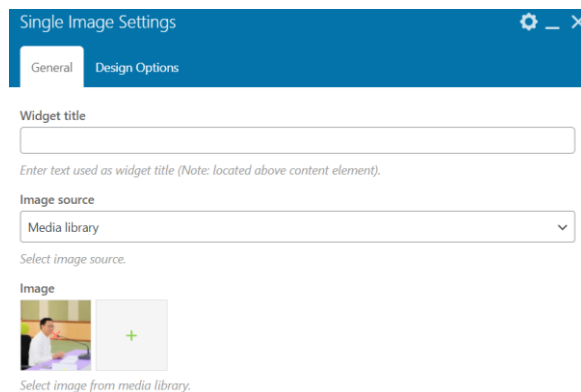 Single Image Settings
General Design Options
Widget title
Enter text used as widget title (Note: located above content element).
Image source
Media library
Select image source.
Image
+
Select image from media library.